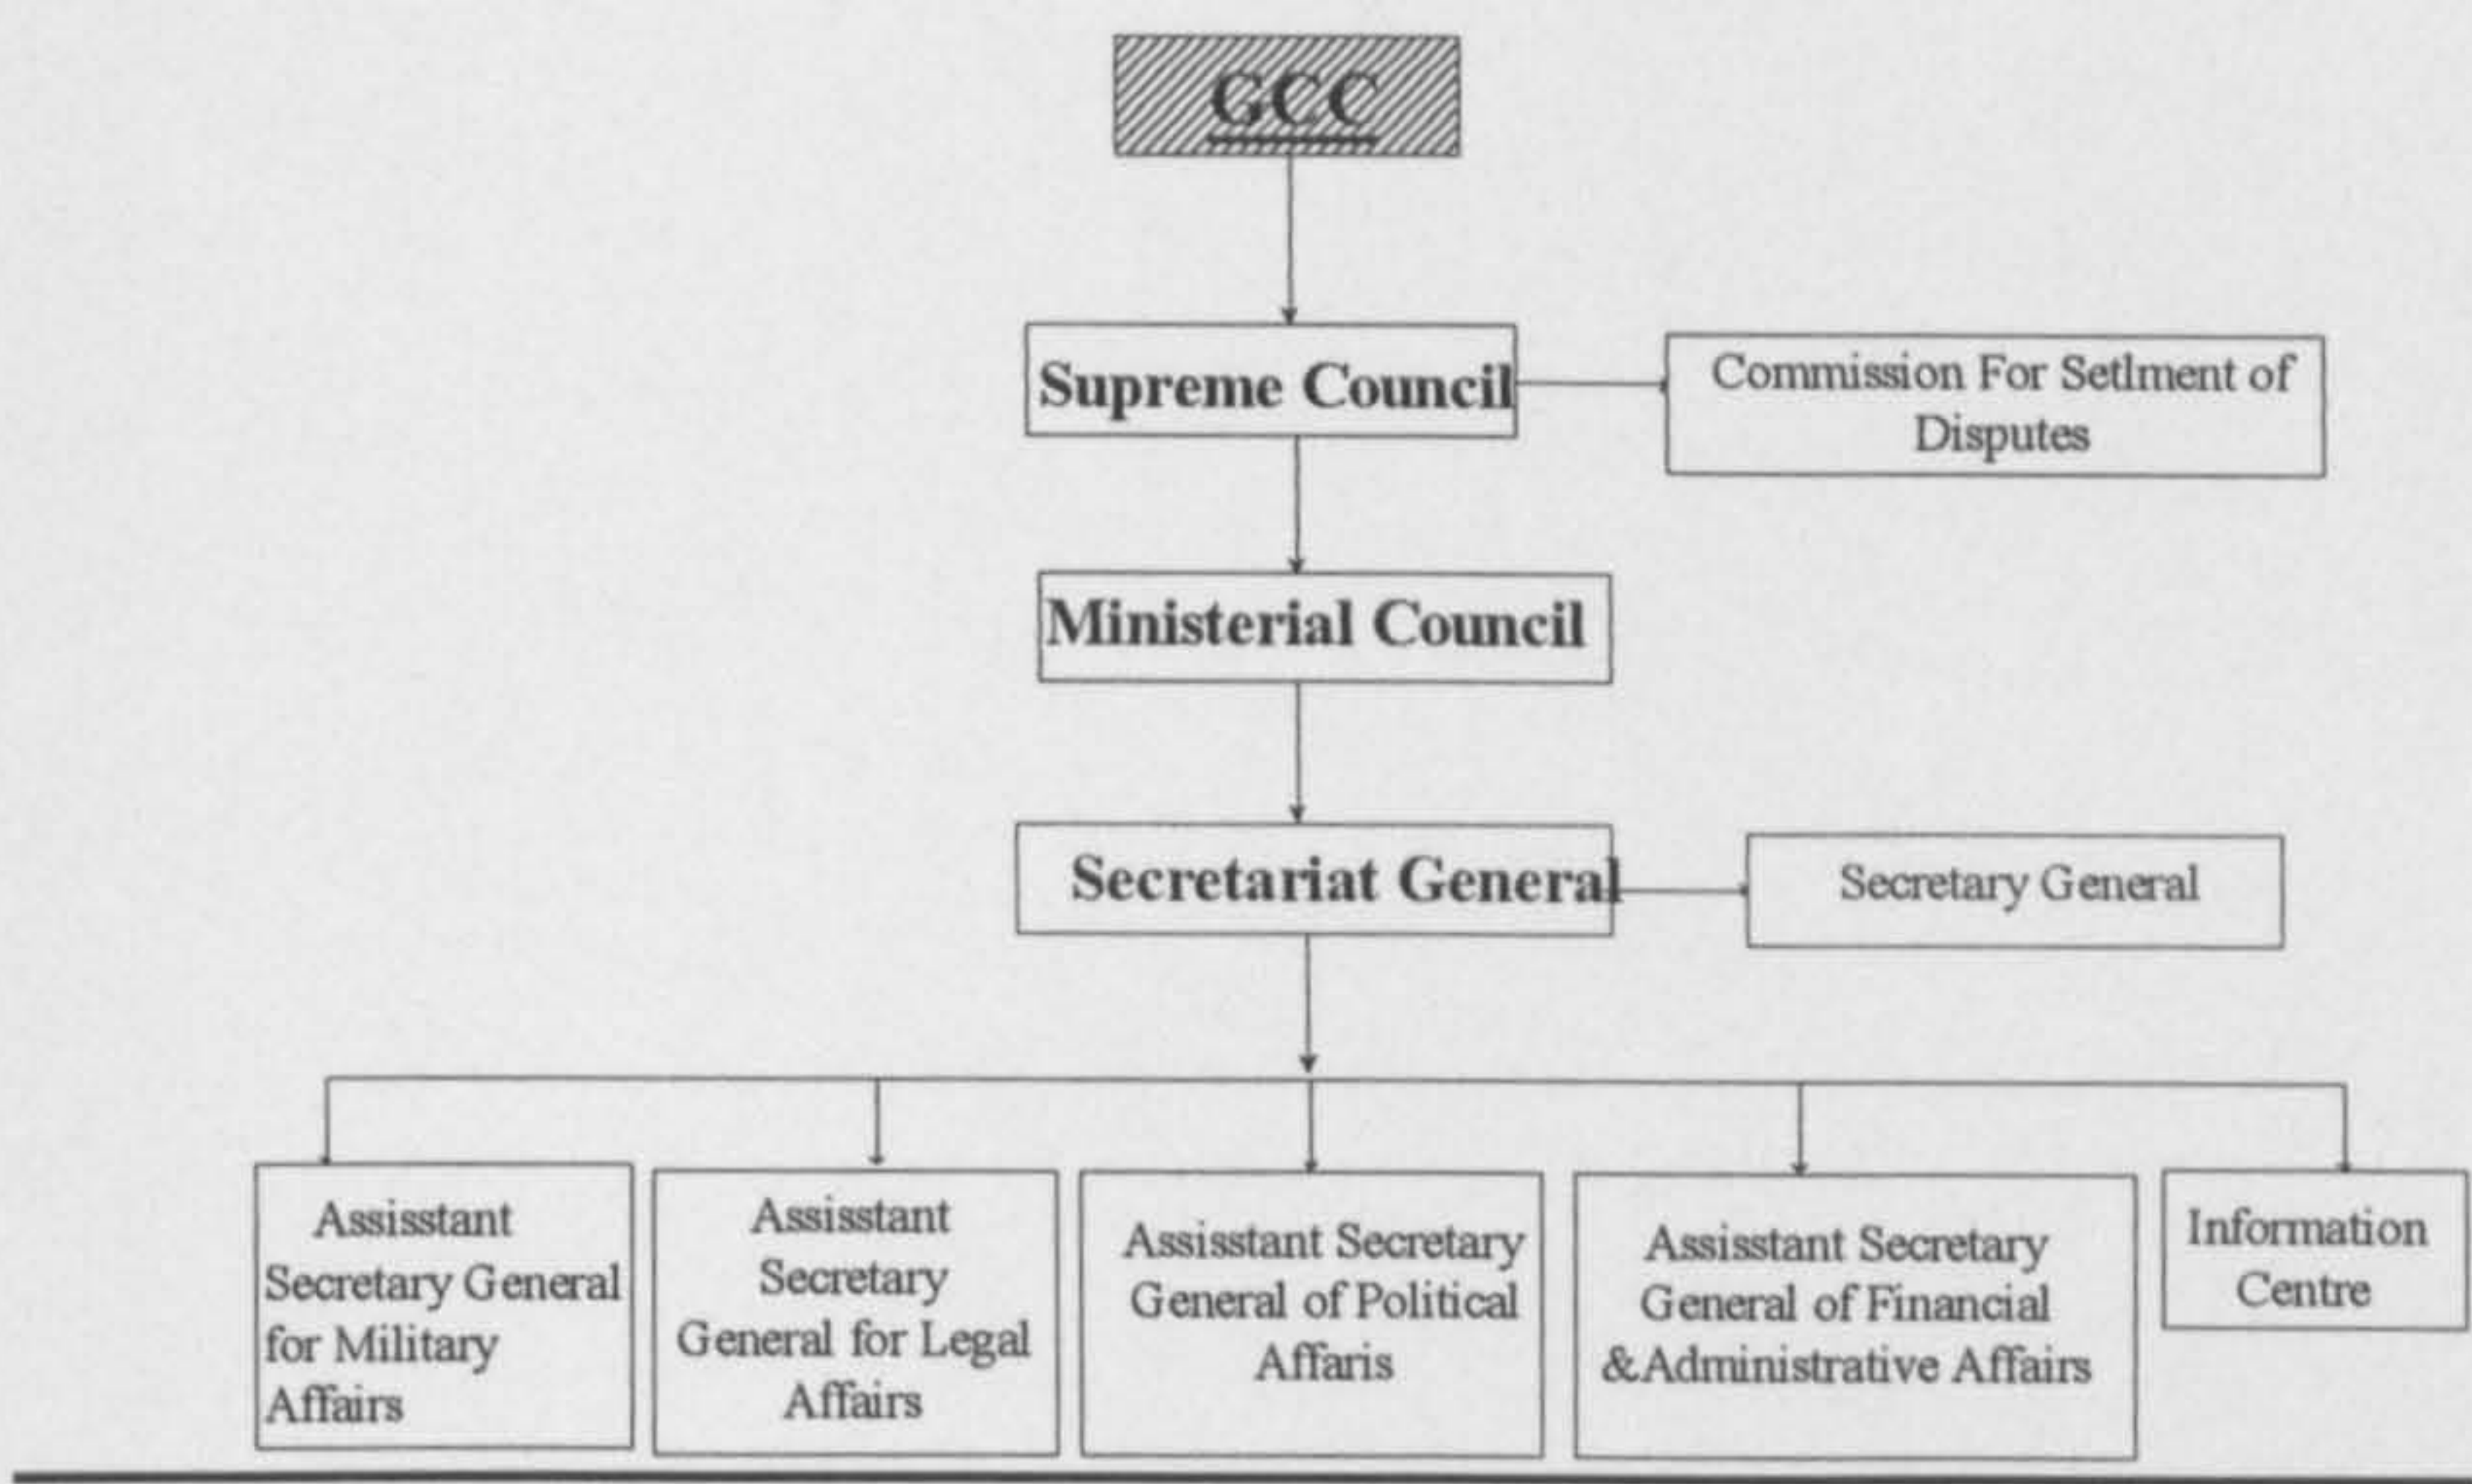 GCC
Supreme Council
Commission For Setlment of
Disputes
Ministerial Council
Secretariat General
Secretary General
Assisstant
Secretary General
for Military
Affairs
Assisstant
Secretary
General for Legal
Affairs
Assisstant Secretary
General of Political
Affaris
Assisstant Secretary
General of Financial
&Administrative Affairs
Information
Centre